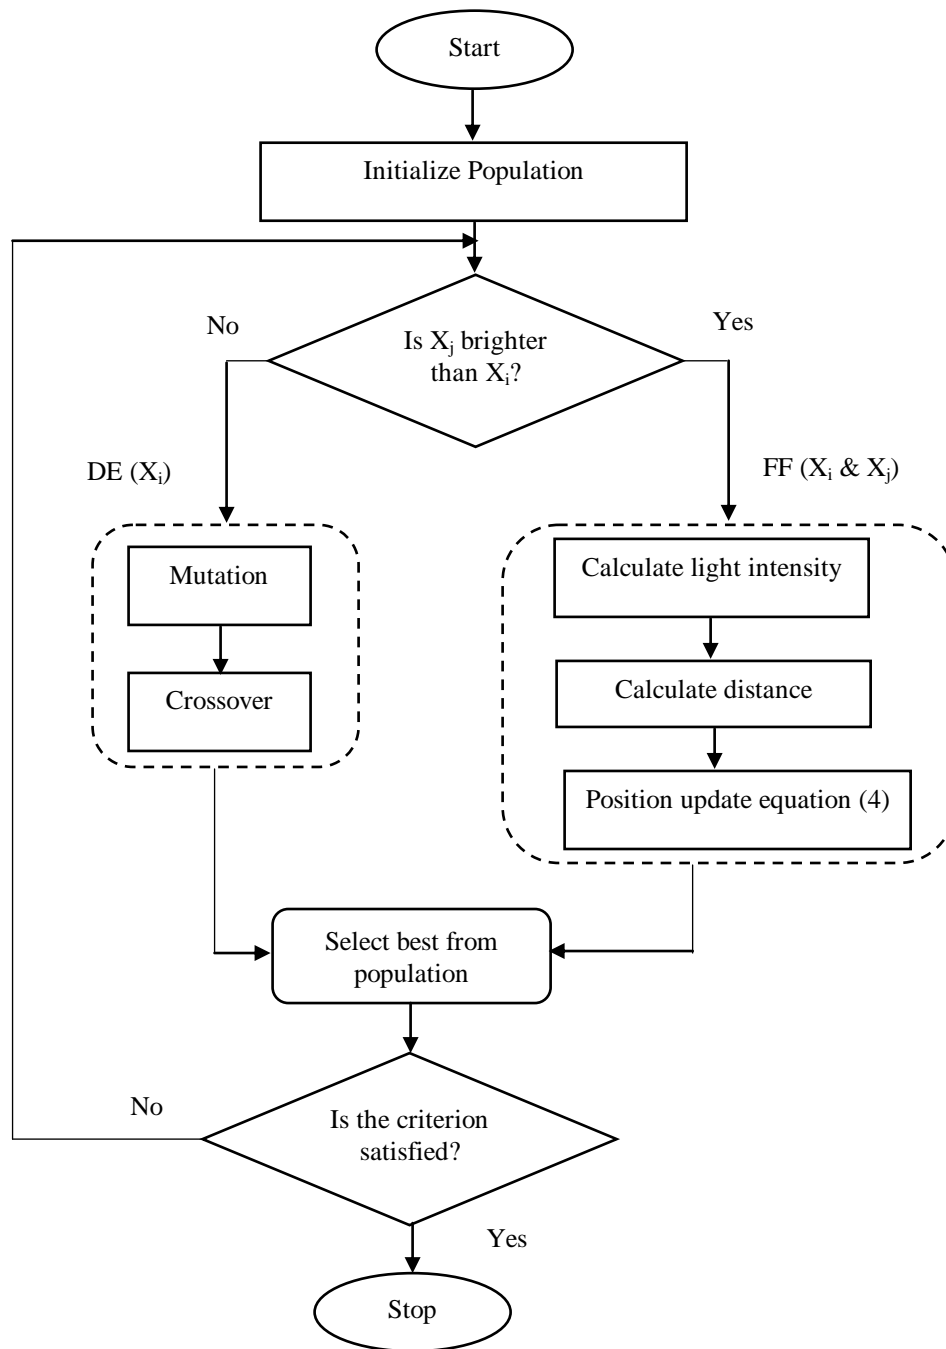 Start
Initialize Population
No
Yes
Is Xj brighter
than Xi?
DE (Xi)
FF (Xi & Xj)
Mutation
Calculate light intensity
Crossover
Calculate distance
Position update equation (4)
Select best from
population
No
Is the criterion
satisfied?
Yes
Stop